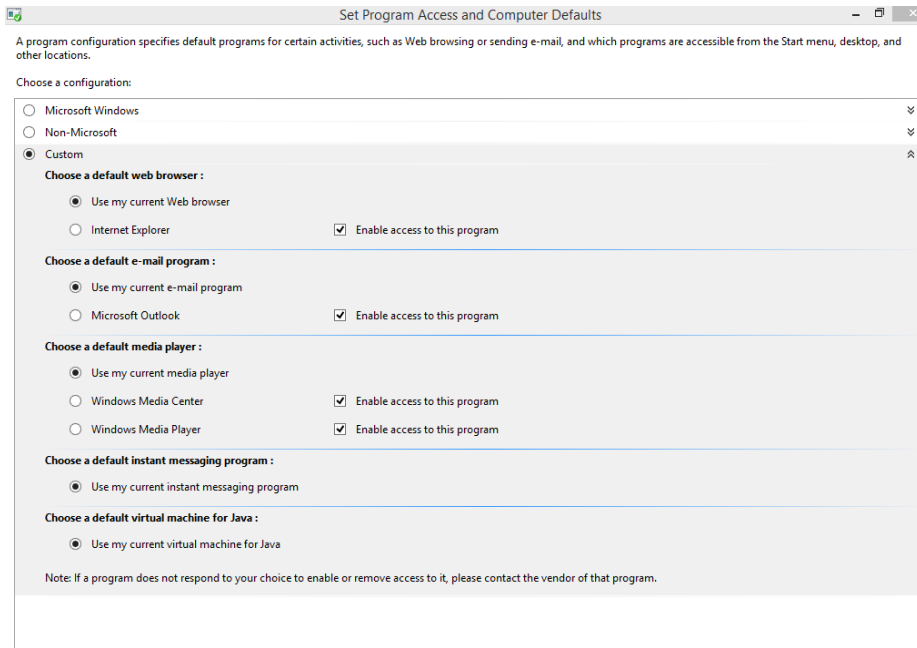 Set Program Access and Computer Defaults
A program configuration specifies default programs for certain activities, such as Web browsing or sending e-mail, and which programs are accessible from the Start menu, desktop, and
other locations.
Choose a configuration:
Microsoft Windows
Non-Microsoft
Custom
Choose a default web browser :
Use my current Web browser
Internet Explorer Enable access to this program
Choose a default e-mail program :
Use my current e-mail program
Microsoft Outlook Enable access to this program
Choose a default media player :
Use my current media player
Windows Media Center Enable access to this program
Windows Media Player Enable access to this program
Choose a default instant messaging program :
Use my current instant messaging program
Choose a default virtual machine for Java :
Use my current virtual machine for Java
Note: If a program does not respond to your choice to enable or remove access to it, please contact the vendor of that program.